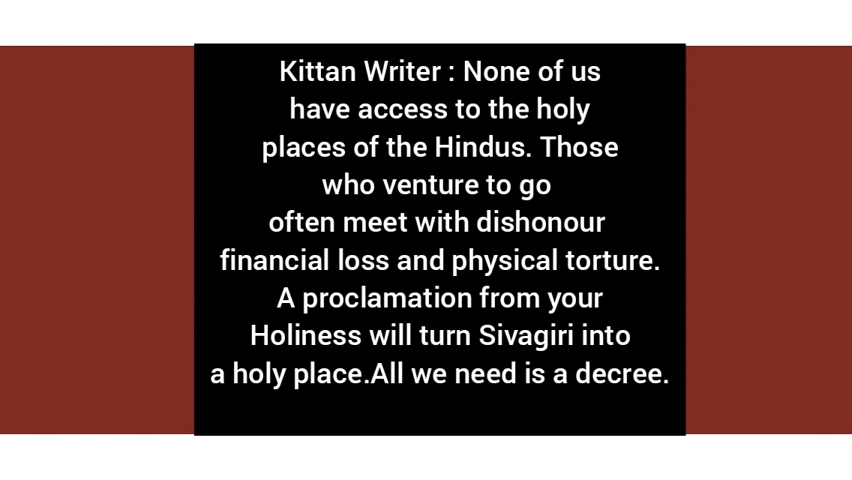 Kittan Writer : None of us
have access to the holy
places of the Hindus. Those
who venture to go
often meet with dishonour
financial loss and physical torture.
A proclamation from your
Holiness will turn Sivagiri into
a holy place.All we need is a decree.